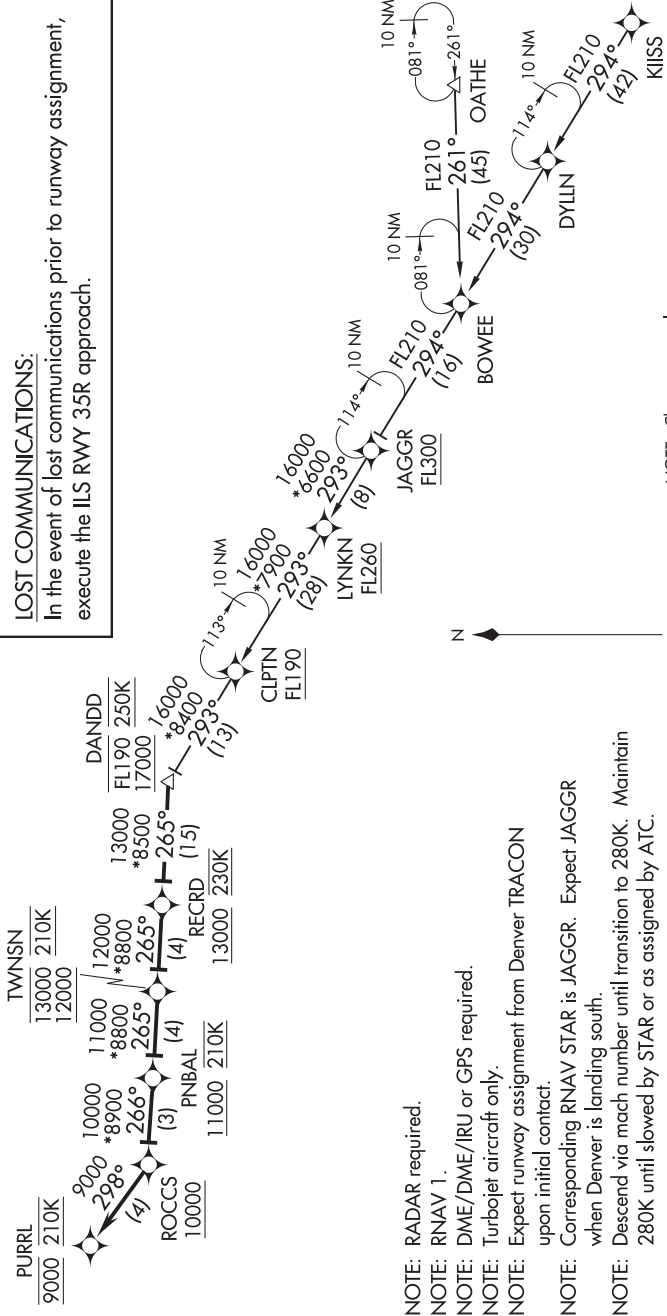 LOST COMMUNICATIONS:
In the event of lost communications prior to runway assignment,
execute the ILS RWY 35R approach.
PURRL
9000 210K
9000
298°
(4)
ROCCS
10000
10000
*8900
266°
(3)
PNBAL
11000 210K
11000
*8800
265°
(4)
TWNSN
13000 210K
12000
12000
*8800
265°
(4)
RECRD
13000 230K
13000
*8500
265°
(15)
DANDD
FL190 250K
17000
16000
*8400
293°
(13)
113°
10 NM
CLPTN
FL190
16000
*7900
293°
(28)
LYNKN
FL260
16000
*6600
293°
(8)
114°
10 NM
JAGGR
FL300
FL210
294°
(16)
081°
10 NM
BOWEE
FL210
261°
(45)
081°
261°
10 NM
OATHE
FL210
294°
(30)
114°
10 NM
DYLLN
FL210
294°
(42)
KIISS
N
NOTE: RADAR required.
NOTE: RNAV 1.
NOTE: DME/DME/IRU or GPS required.
NOTE: Turbojet aircraft only.
NOTE: Expect runway assignment from Denver TRACON
upon initial contact.
NOTE: Corresponding RNAV STAR is JAGGR. Expect JAGGR
when Denver is landing south.
NOTE: Descend via mach number until transition to 280K. Maintain
280K until slowed by STAR or as assigned by ATC.